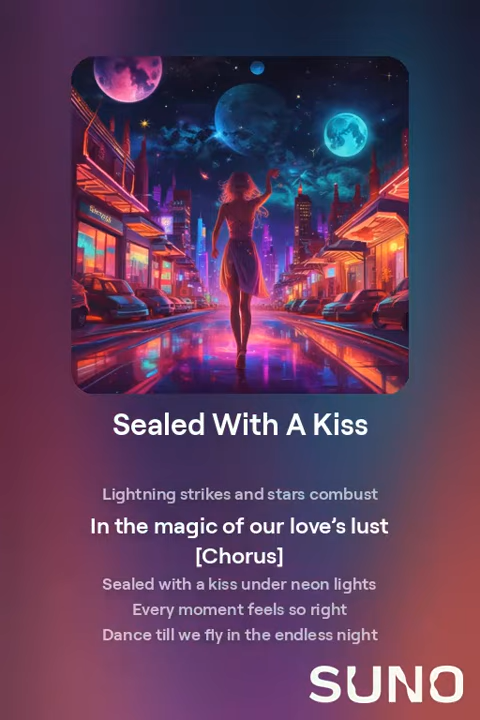 Sealed With A Kiss
Lightning strikes and stars combust
In the magic of our love's lust
[Chorus]
Sealed with a kiss under neon lights
Every moment feels so right
Dance till we fly in the endless night
SUNO